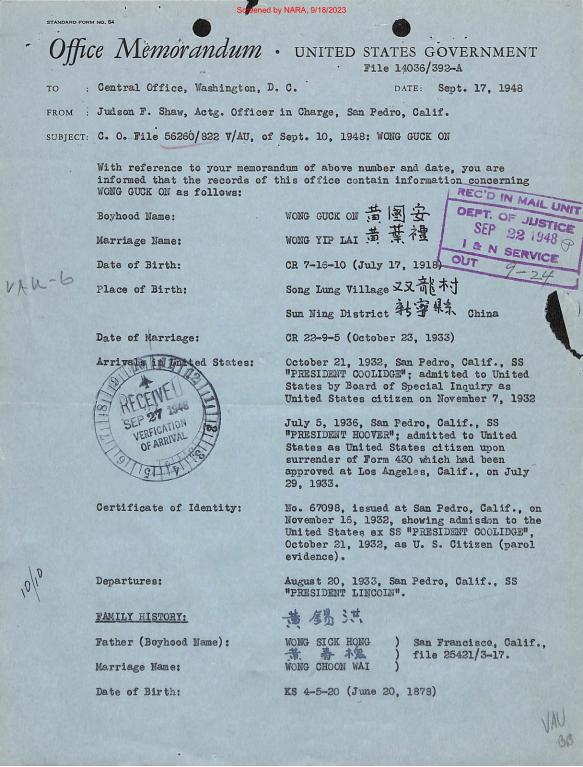 Screened by NARA, 9/18/2023
STANDARD FORM NO. 64
Office Memorandum • UNITED STATES GOVERNMENT
File 14036/392-A
TO : Central Office, Washington, D. C. DATE: Sept. 17, 1948
FROM : Judson F. Shaw, Actg. Officer in Charge, San Pedro, Calif.
SUBJECT: C. O. File 56260/822 V/AU, of Sept. 10, 1948: WONG GUCK ON
With reference to your memorandum of above number and date, you are
informed that the records of this office contain information concerning
WONG GUCK ON as follows:
REC'D IN MAIL UNIT
DEPT. OF JUSTICE
SEP 22 1948
I & N SERVICE
OUT 9-24
Boyhood Name: WONG GUCK ON 黃國安
Marriage Name: WONG YIP LAI 黃葉禮
Date of Birth: CR 7-16-10 (July 17, 1918)
VAU-6
Place of Birth: Song Lung Village 双龍村
Sun Ning District 新寧縣 China
Date of Marriage: CR 22-9-5 (October 23, 1933)
Arrivals in United States: October 21, 1932, San Pedro, Calif., SS
"PRESIDENT COOLIDGE"; admitted to United
States by Board of Special Inquiry as
United States citizen on November 7, 1932
RECEIVED
SEP 27 1948
VERFICATION
OF ARRIVAL
July 5, 1936, San Pedro, Calif., SS
"PRESIDENT HOOVER"; admitted to United
States as United States citizen upon
surrender of Form 430 which had been
approved at Los Angeles, Calif., on July
29, 1933.
Certificate of Identity: No. 67098, issued at San Pedro, Calif., on
November 16, 1932, showing admission to the
United States ex SS "PRESIDENT COOLIDGE",
October 21, 1932, as U. S. Citizen (parol
evidence).
10/10
Departures: August 20, 1933, San Pedro, Calif., SS
"PRESIDENT LINCOLN".
FAMILY HISTORY: 黃錫洪
Father (Boyhood Name): WONG SICK HONG ) San Francisco, Calif.,
黃春槐 ) file 25421/3-17.
Marriage Name: WONG CHOON WAI )
Date of Birth: KS 4-5-20 (June 20, 1878)
VAU
BB